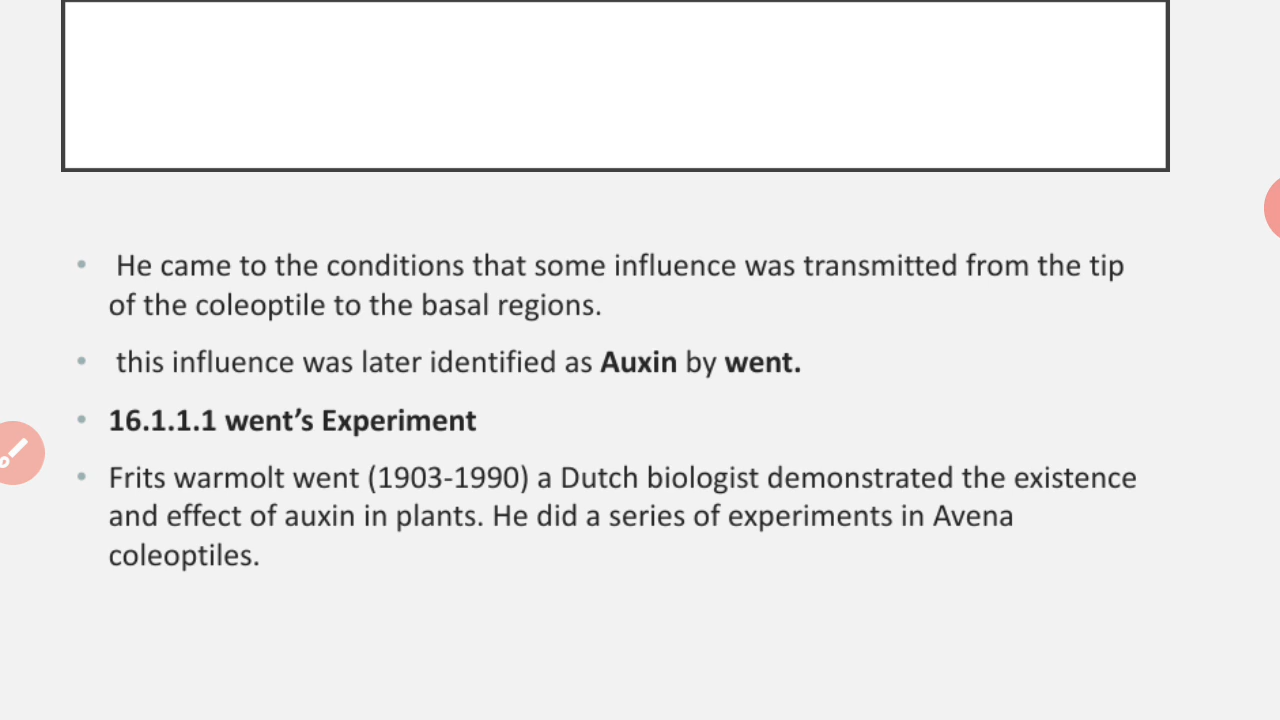 • He came to the conditions that some influence was transmitted from the tip
of the coleoptile to the basal regions.
• this influence was later identified as Auxin by went.
• 16.1.1.1 went’s Experiment
• Frits warmolt went (1903-1990) a Dutch biologist demonstrated the existence
and effect of auxin in plants. He did a series of experiments in Avena
coleoptiles.